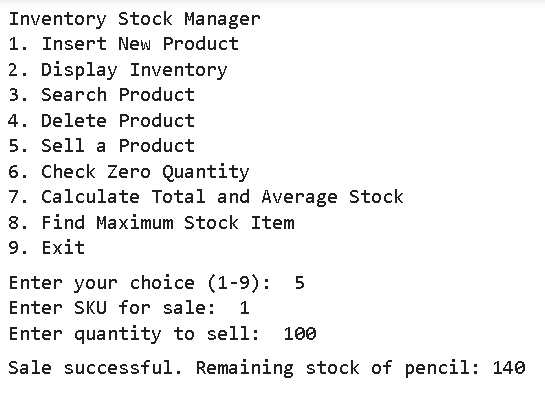 Inventory Stock Manager
1. Insert New Product
2. Display Inventory
3. Search Product
4. Delete Product
5. Sell a Product
6. Check Zero Quantity
7. Calculate Total and Average Stock
8. Find Maximum Stock Item
9. Exit
Enter your choice (1-9):  5
Enter SKU for sale:  1
Enter quantity to sell:  100
Sale successful. Remaining stock of pencil: 140